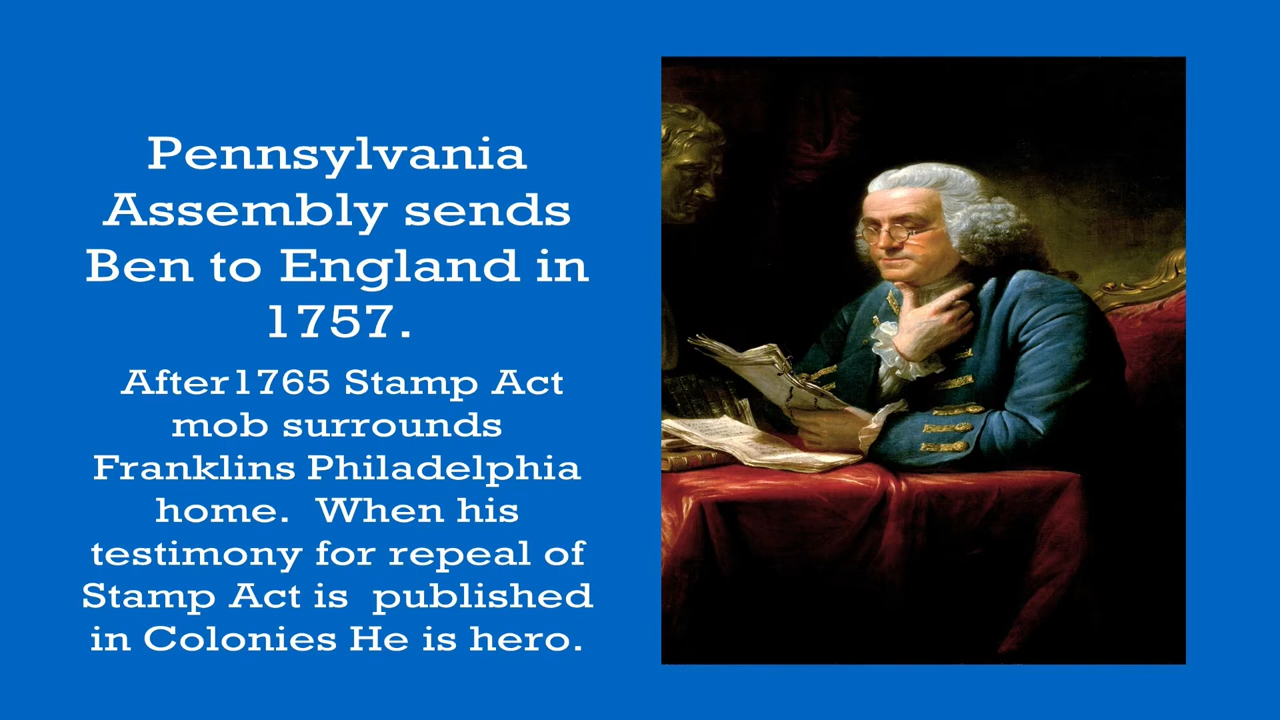 Pennsylvania
Assembly sends
Ben to England in
1757.
After1765 Stamp Act
mob surrounds
Franklins Philadelphia
home.  When his
testimony for repeal of
Stamp Act is  published
in Colonies He is hero.